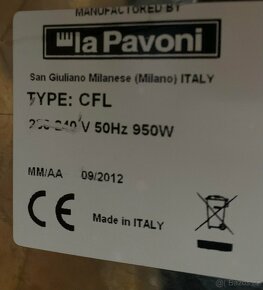 MANUFACTORED BY
la Pavoni
San Giuliano Milanese (Milano) ITALY
TYPE: CFL
V 50Hz 950W
MM/AA 09/2012
CE Made in ITALY